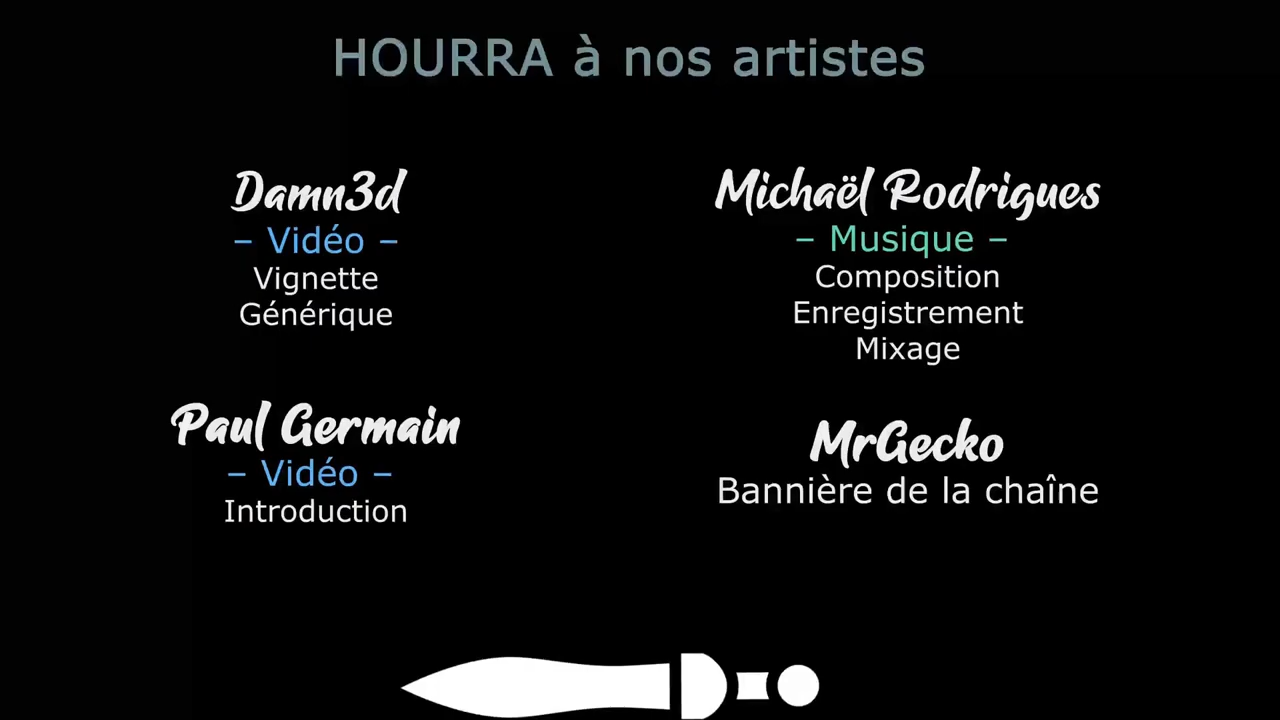 HOURRA à nos artistes
Damn3d
– Vidéo –
Vignette
Générique
Michaël Rodrigues
– Musique –
Composition
Enregistrement
Mixage
Paul Germain
– Vidéo –
Introduction
MrGecko
Bannière de la chaîne